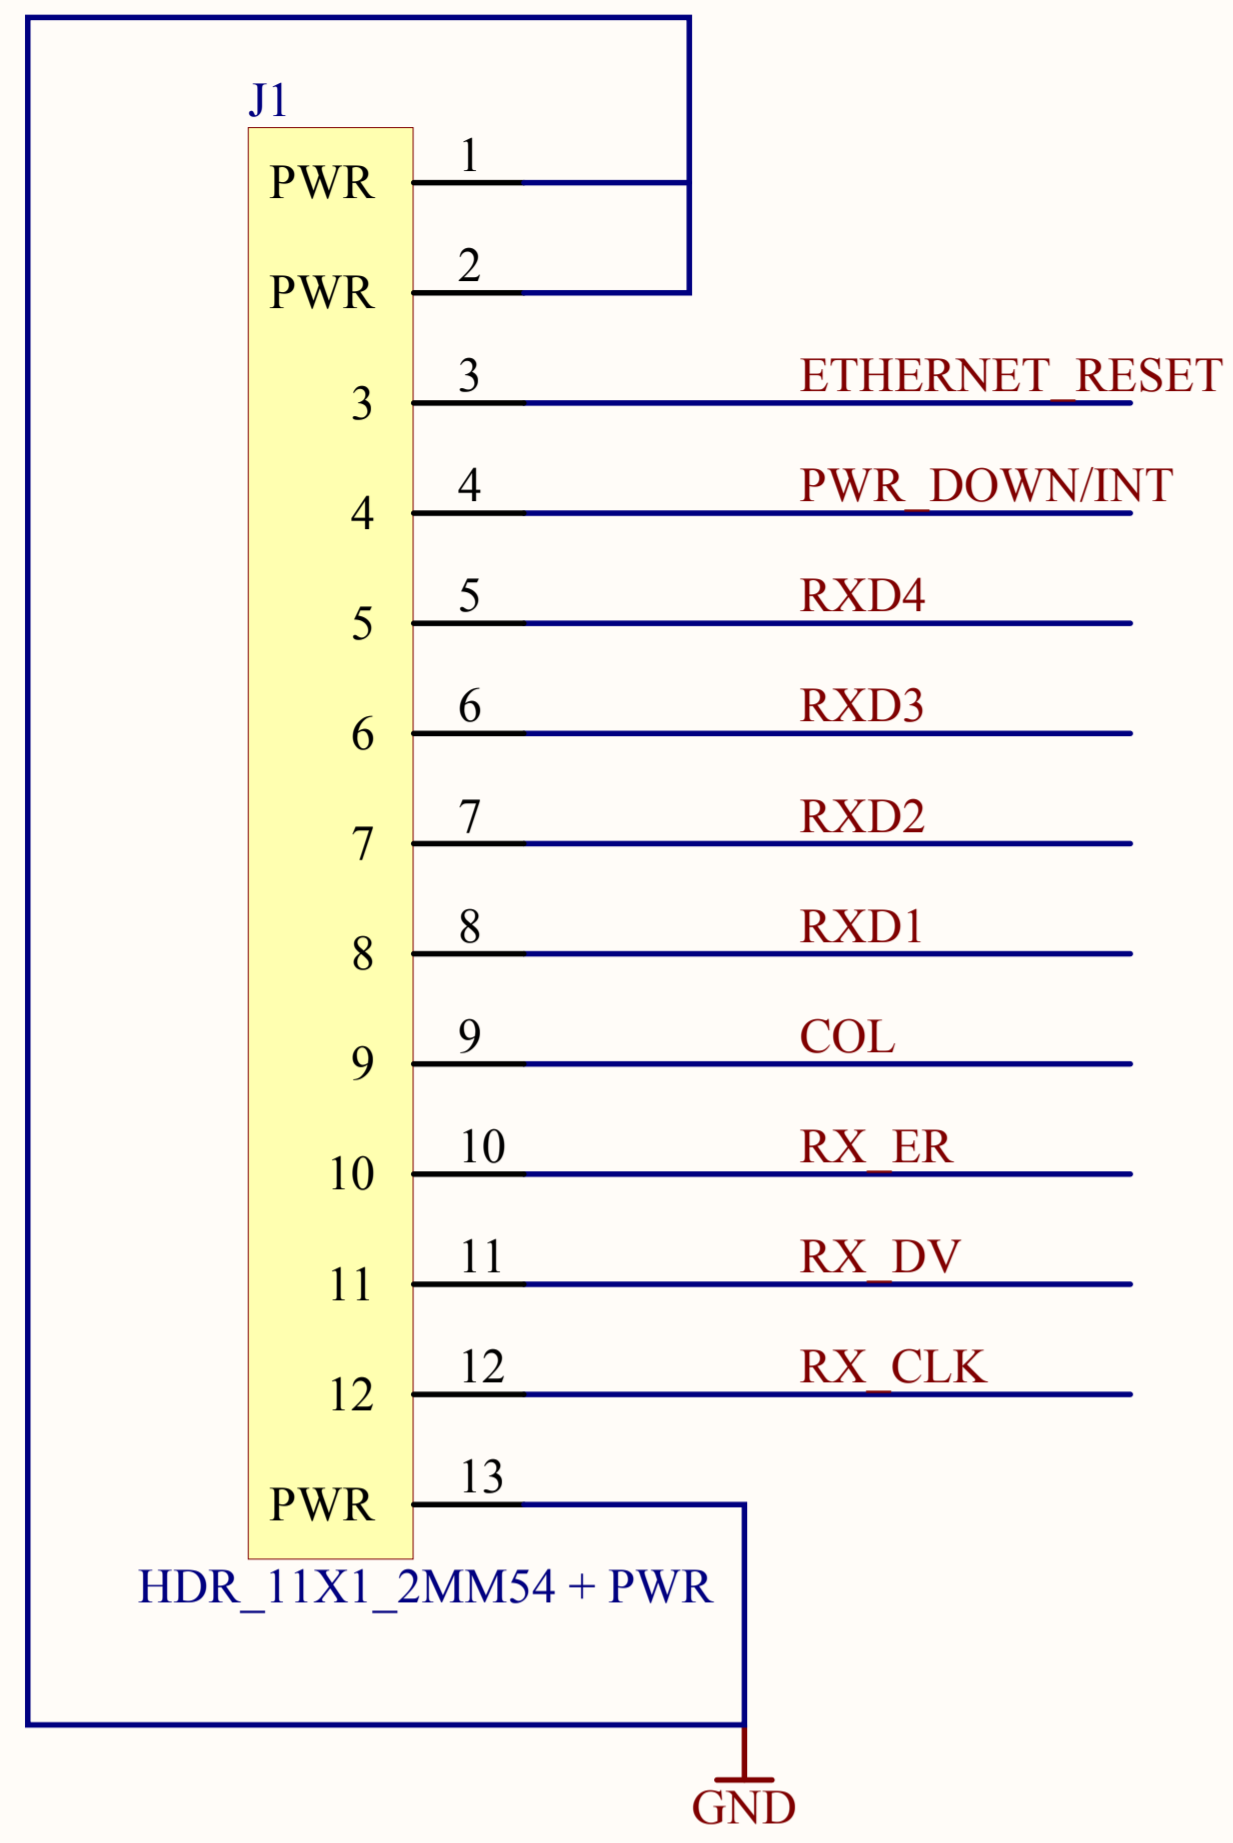 J1
PWR 1
PWR 2
3 3 ETHERNET_RESET
4 4 PWR_DOWN/INT
5 5 RXD4
6 6 RXD3
7 7 RXD2
8 8 RXD1
9 9 COL
10 10 RX_ER
11 11 RX_DV
12 12 RX_CLK
PWR 13
HDR_11X1_2MM54 + PWR
GND